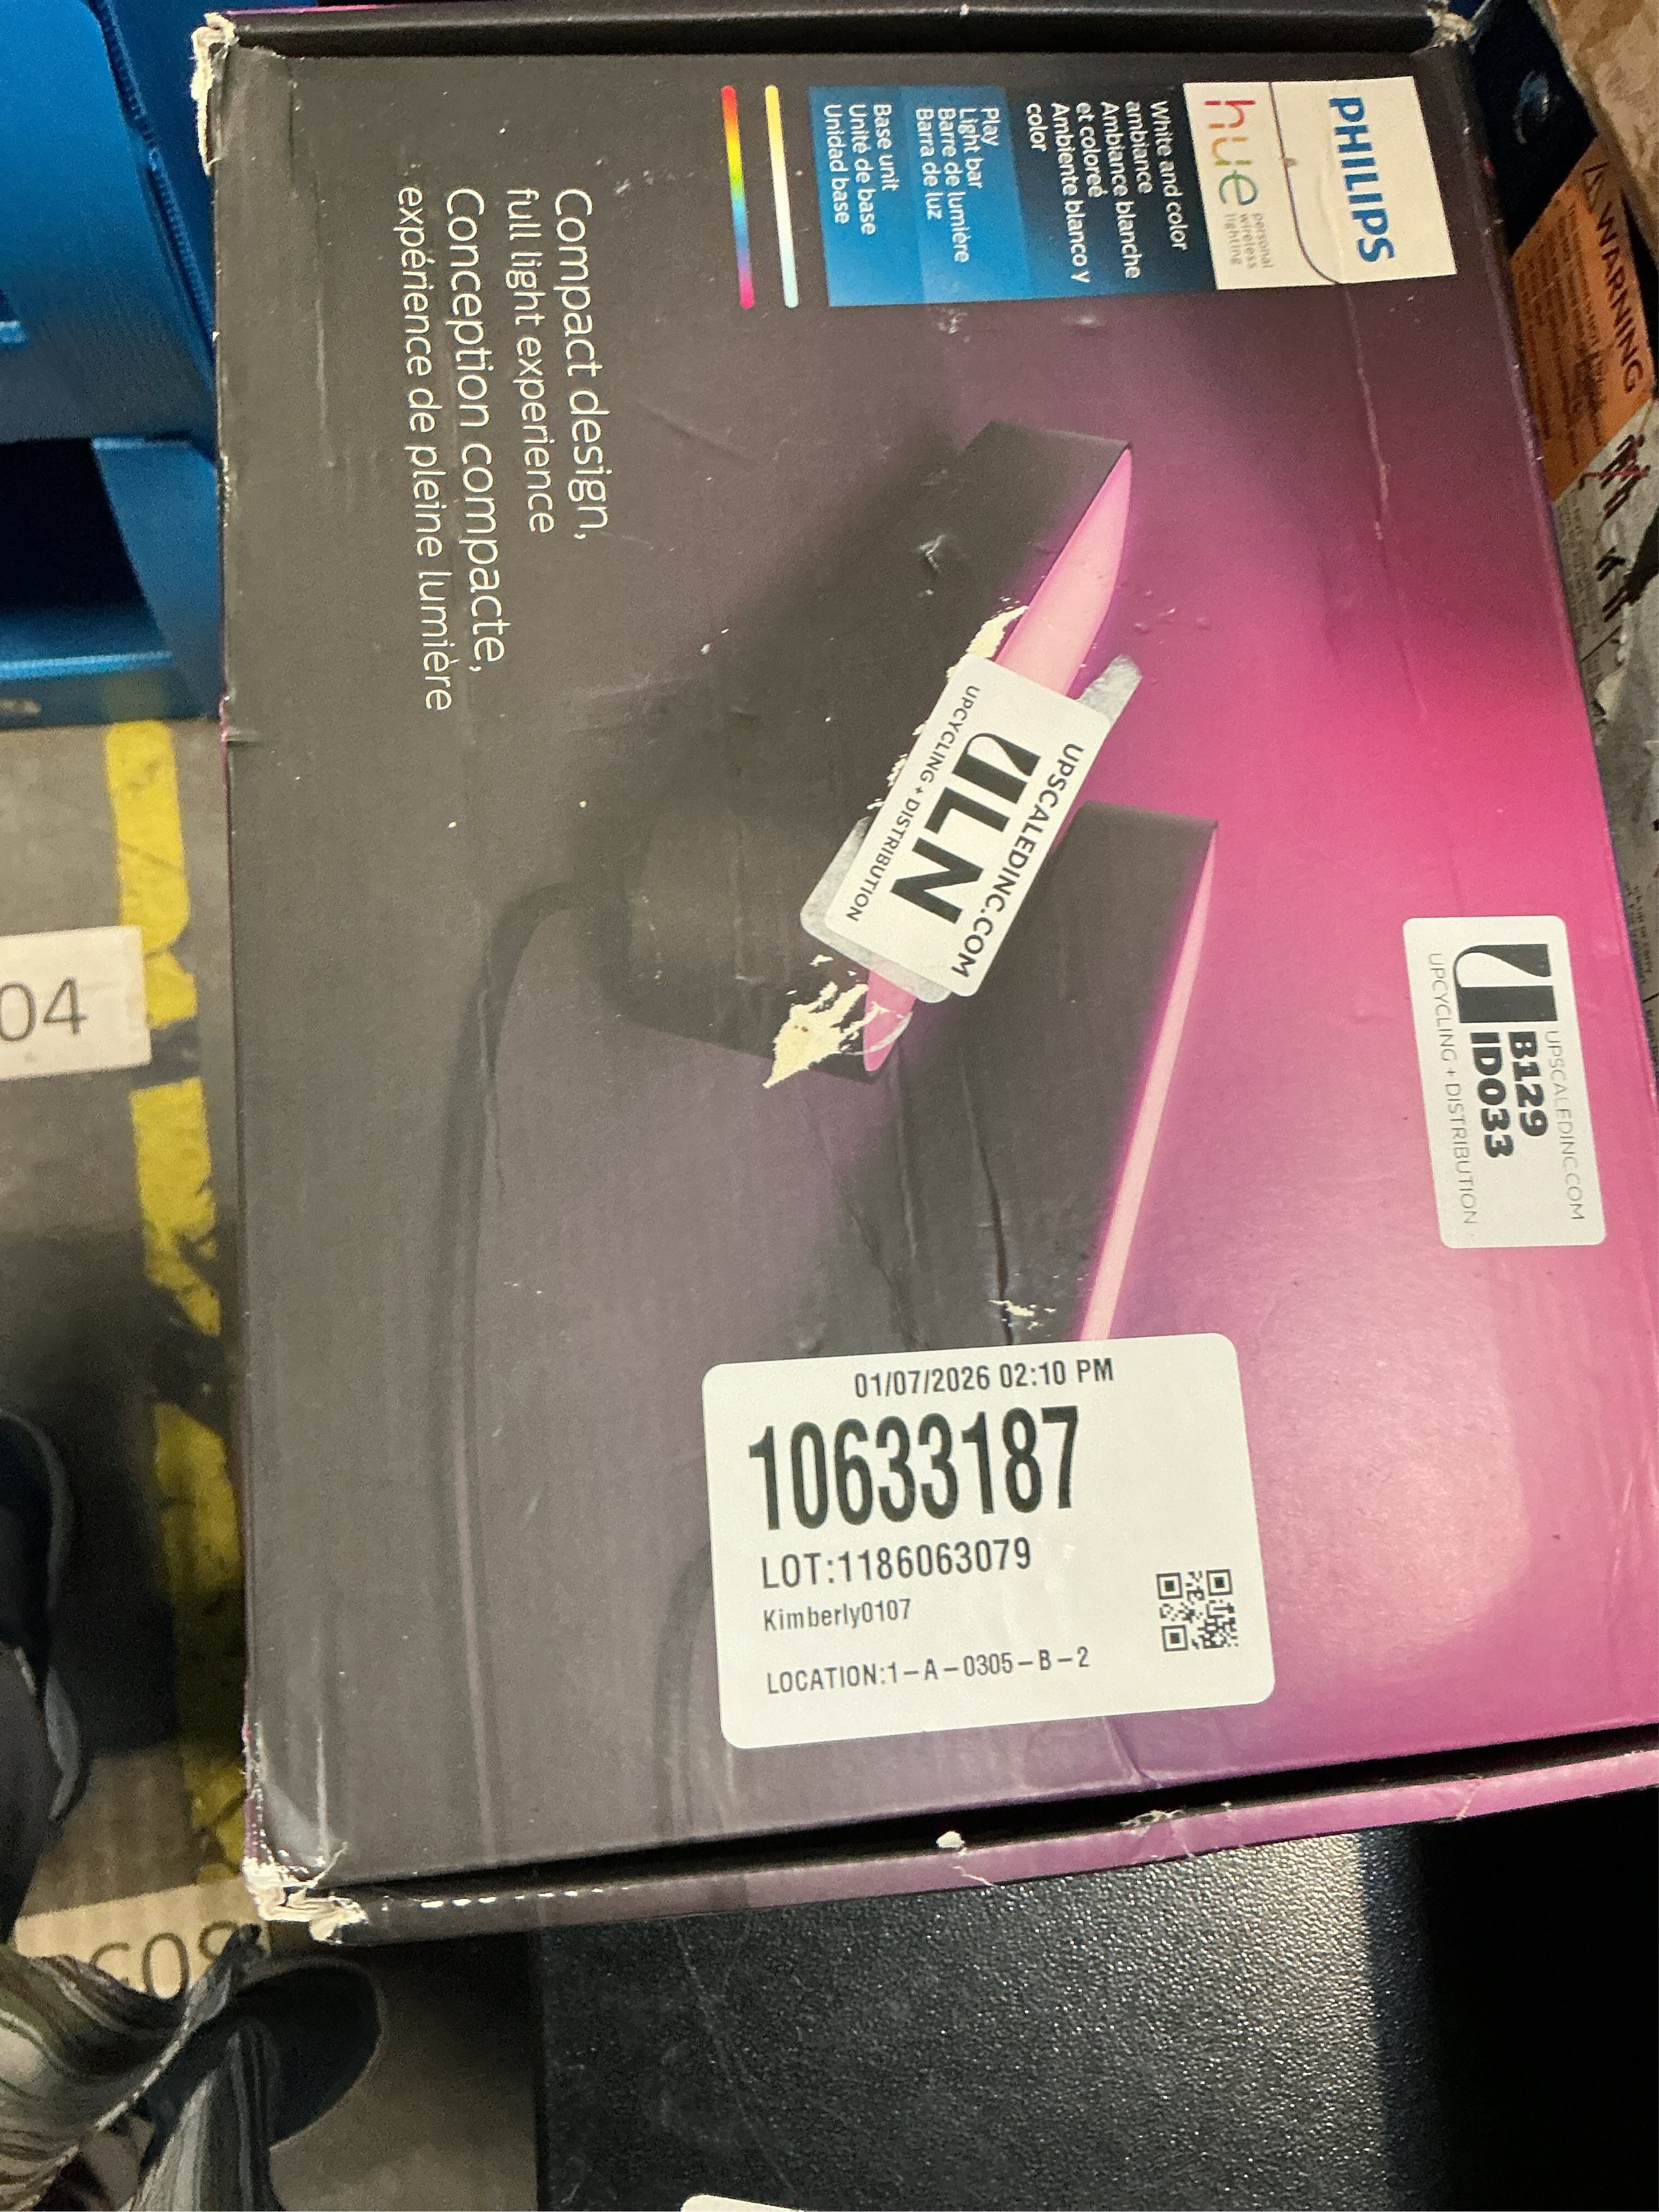 PHILIPS
hue
personal
wireless
lighting
White and color
ambiance
Ambiance blanche
et coloreé
Ambiente blanco y
color
Play
Light bar
Barre de lumière
Barra de luz
Base unit
Unité de base
Unidad base
Compact design,
full light experience
Conception compacte,
expérience de pleine lumière
UPSCALEDINC.COM
ILN
UPCYCLING + DISTRIBUTION
UPSCALEDINC.COM
B129
ID033
UPCYCLING + DISTRIBUTION
01/07/2026 02:10 PM
10633187
LOT:1186063079
Kimberly0107
LOCATION:1-A-0305-B-2
WARNING
04